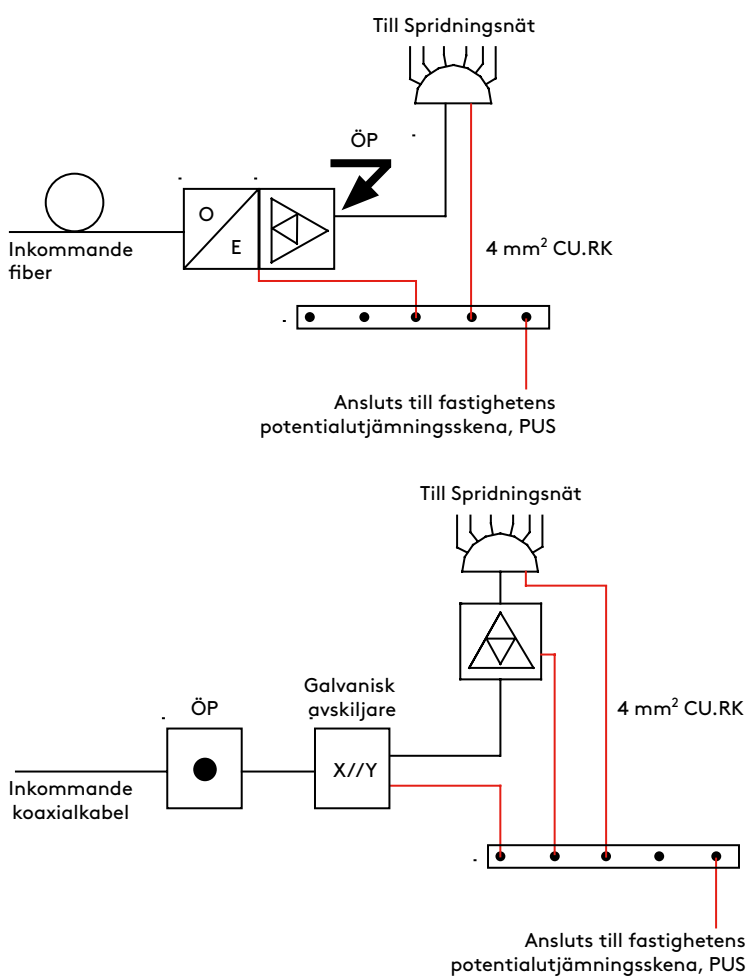 Till Spridningsnät
ÖP
O
E
Inkommande
fiber
4 mm² CU.RK
Ansluts till fastighetens
potentialutjämningsskena, PUS
Till Spridningsnät
Galvanisk
avskiljare
ÖP
4 mm² CU.RK
X//Y
Inkommande
koaxialkabel
Ansluts till fastighetens
potentialutjämningsskena, PUS